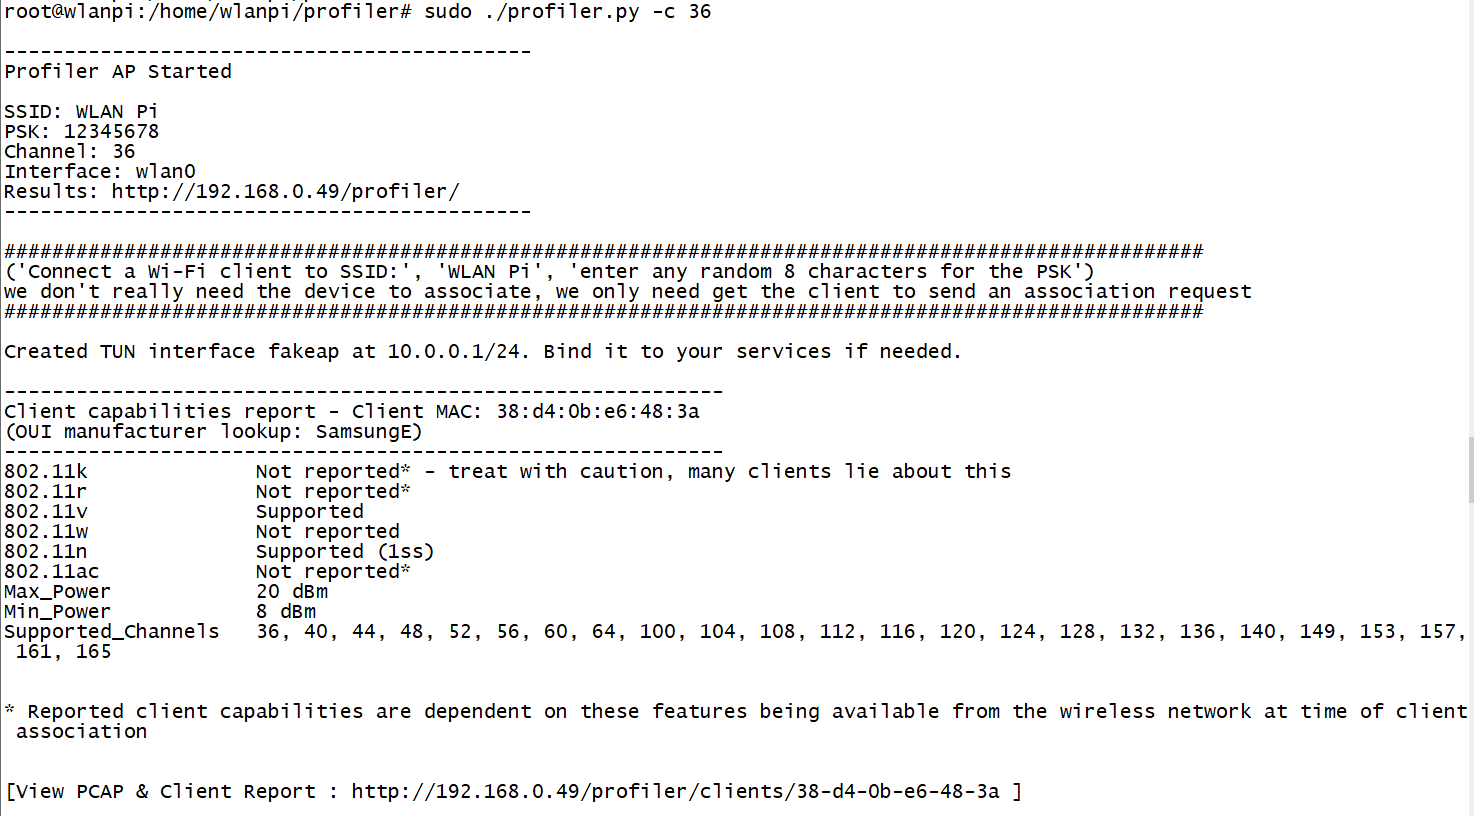 root@wlanpi:/home/wlanpi/profiler# sudo ./profiler.py -c 36
--------------------------------------------
Profiler AP Started
SSID: WLAN Pi
PSK: 12345678
Channel: 36
Interface: wlan0
Results: http://192.168.0.49/profiler/
--------------------------------------------
####################################################################################################
('Connect a Wi-Fi client to SSID:', 'WLAN Pi', 'enter any random 8 characters for the PSK')
we don't really need the device to associate, we only need get the client to send an association request
####################################################################################################
Created TUN interface fakeap at 10.0.0.1/24. Bind it to your services if needed.
------------------------------------------------------------
Client capabilities report - Client MAC: 38:d4:0b:e6:48:3a
(OUI manufacturer lookup: SamsungE)
------------------------------------------------------------
802.11k Not reported* - treat with caution, many clients lie about this
802.11r Not reported*
802.11v Supported
802.11w Not reported
802.11n Supported (1ss)
802.11ac Not reported*
Max_Power 20 dBm
Min_Power 8 dBm
Supported_Channels 36, 40, 44, 48, 52, 56, 60, 64, 100, 104, 108, 112, 116, 120, 124, 128, 132, 136, 140, 149, 153, 157,
161, 165
* Reported client capabilities are dependent on these features being available from the wireless network at time of client
association
[View PCAP & Client Report : http://192.168.0.49/profiler/clients/38-d4-0b-e6-48-3a ]